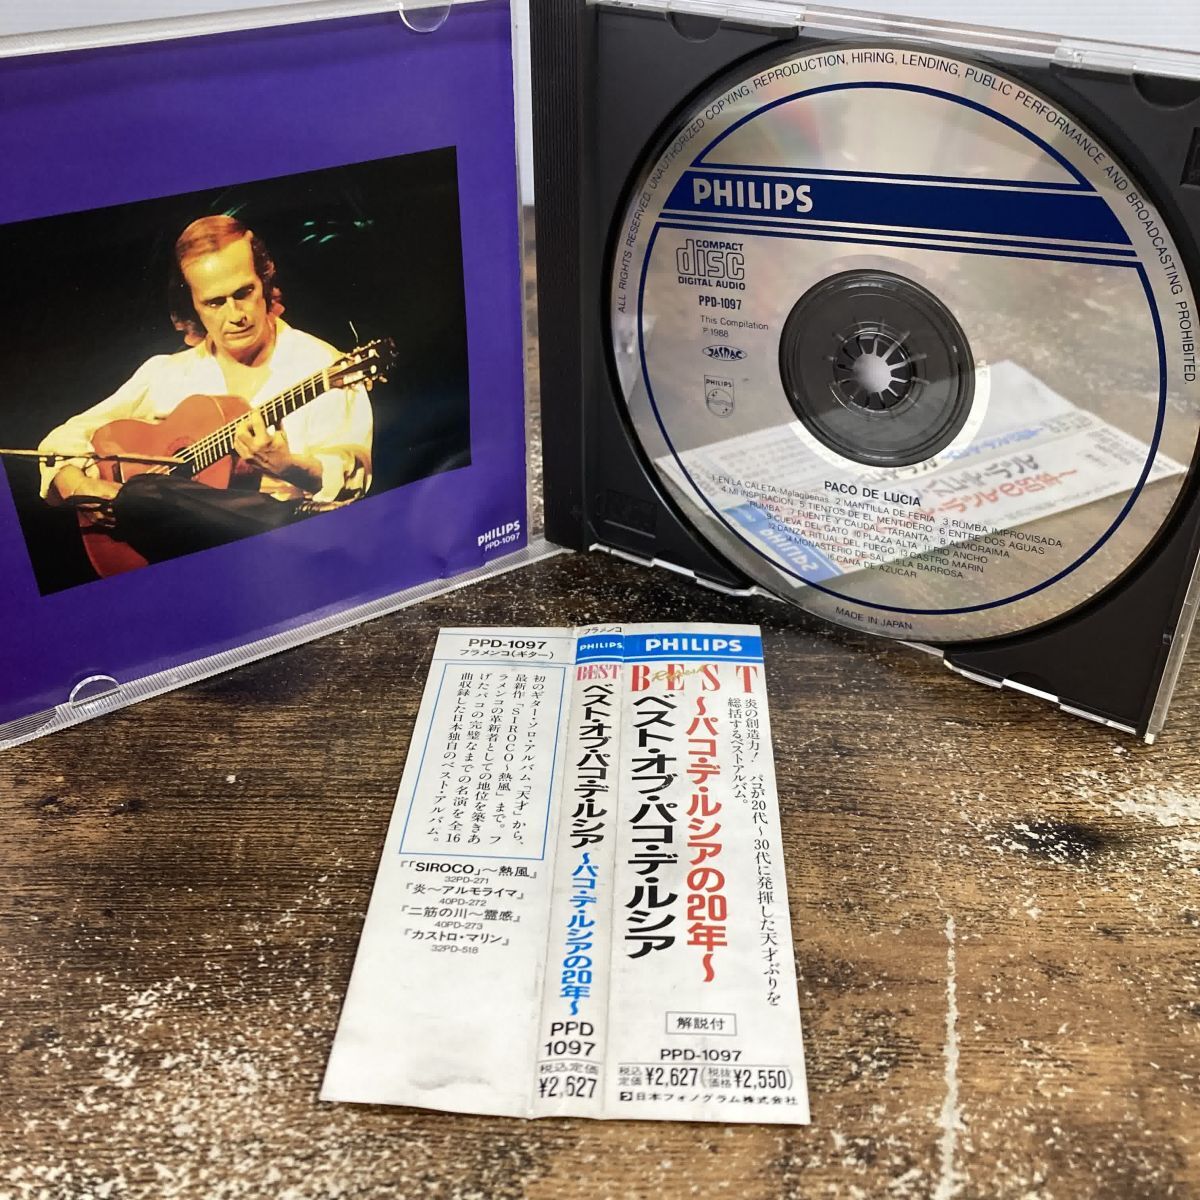 PHILIPS
PPD-1097
ALL RIGHTS RESERVED. UNAUTHORIZED COPYING, REPRODUCTION, HIRING, LENDING, PUBLIC PERFORMANCE AND BROADCASTING PROHIBITED.
PHILIPS
COMPACT
disc
DIGITAL AUDIO
PPD-1097
This Compilation
P 1988
JASRAC
PHILIPS
PACO DE LUCIA
1. EN LA CALETA-Malagueñas 2. MANTILLA DE FERIA 3. RUMBA IMPROVISADA
4. MI INSPIRACION 5. TIENTOS DE EL MENTIDERO 6. ENTRE DOS AGUAS
"RUMBA" 7. FUENTE Y CAUDAL "TARANTA" 8. ALMORAIMA
9. CUEVA DEL GATO 10. PLAZA ALTA 11. RIO ANCHO
12. DANZA RITUAL DEL FUEGO 13. CASTRO MARIN
14. MONASTERIO DE SAL 15. LA BARROSA
16. CAÑA DE AZUCAR
MADE IN JAPAN
PPD-1097
フラメンコ(ギター)
初のギター・ソロ・アルバム「天才」から、
最新作「SIROCO〜熱風」まで。フ
ラメンコの革新者としての地位を築きあ
げたパコの完璧なまでの名演を全16
曲収録した日本独自のベスト・アルバム。
『「SIROCO」〜熱風』
32PD-271
『炎〜アルモライマ』
40PD-272
『二筋の川〜霊感』
40PD-273
『カストロ・マリン』
32PD-518
フラメンコ
PHILIPS
BEST
ベスト・オブ・パコ・デ・ルシア
〜パコ・デ・ルシアの20年〜
PPD
1097
税込定価
¥2,627
PHILIPS
BEST
炎の創造力! パコが20代〜30代に発揮した天才ぶりを
総括するベストアルバム。
〜パコ・デ・ルシアの20年〜
ベスト・オブ・パコ・デ・ルシア
解説付
PPD-1097
税込定価¥2,627(税抜価格¥2,550)
日本フォノグラム株式会社